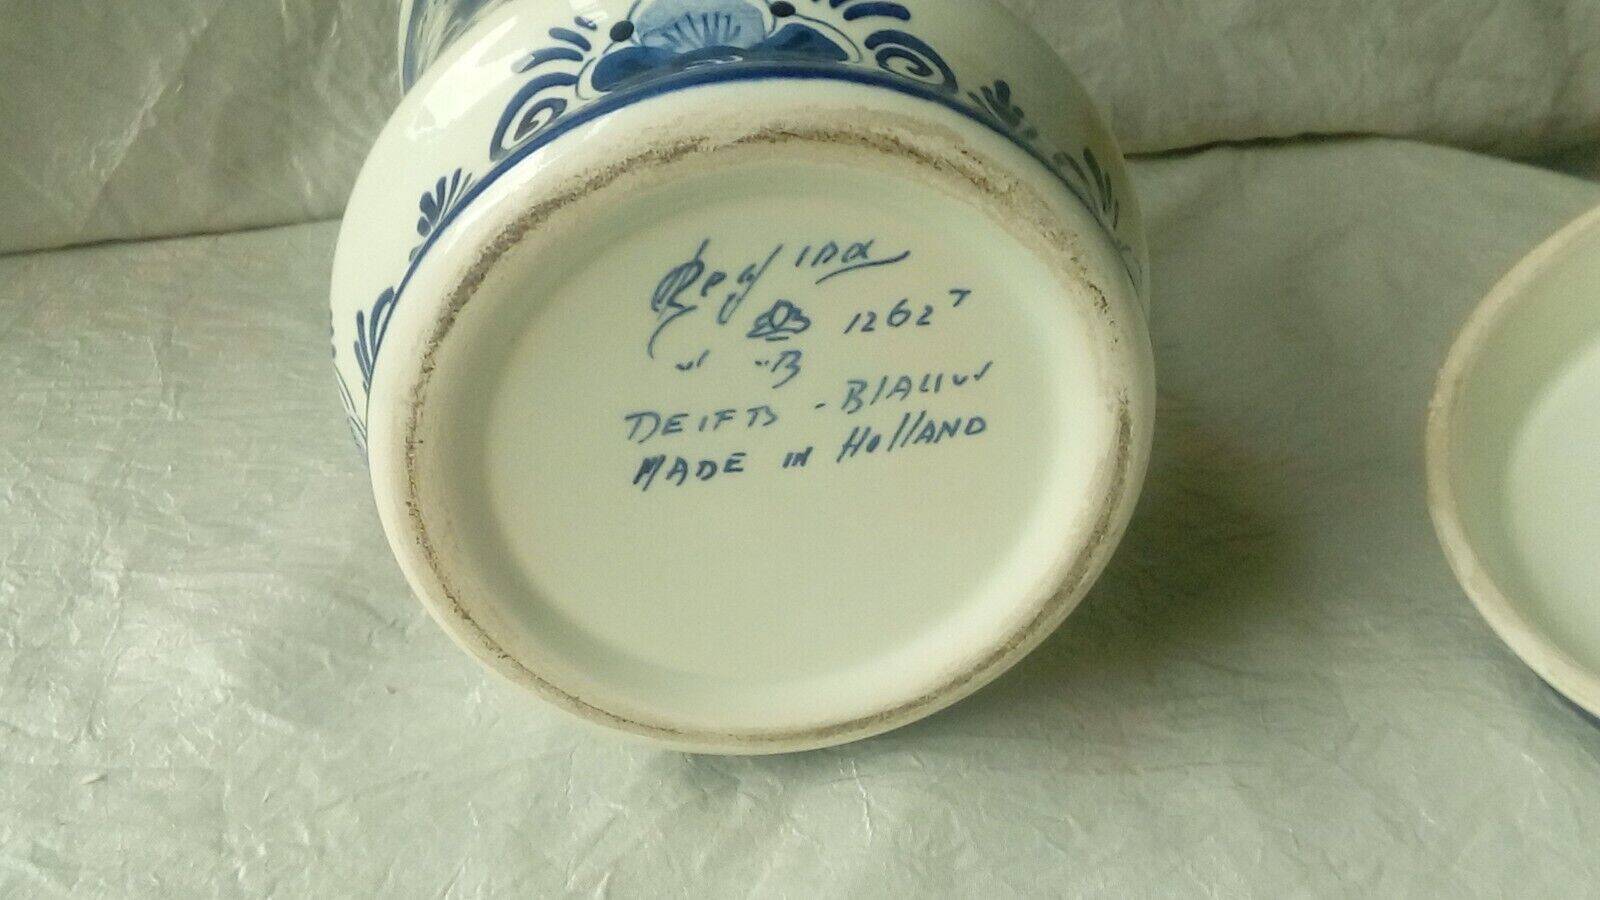 Regina
1262 T
B
DElFTS - BlAUW
MADE IN HollAND